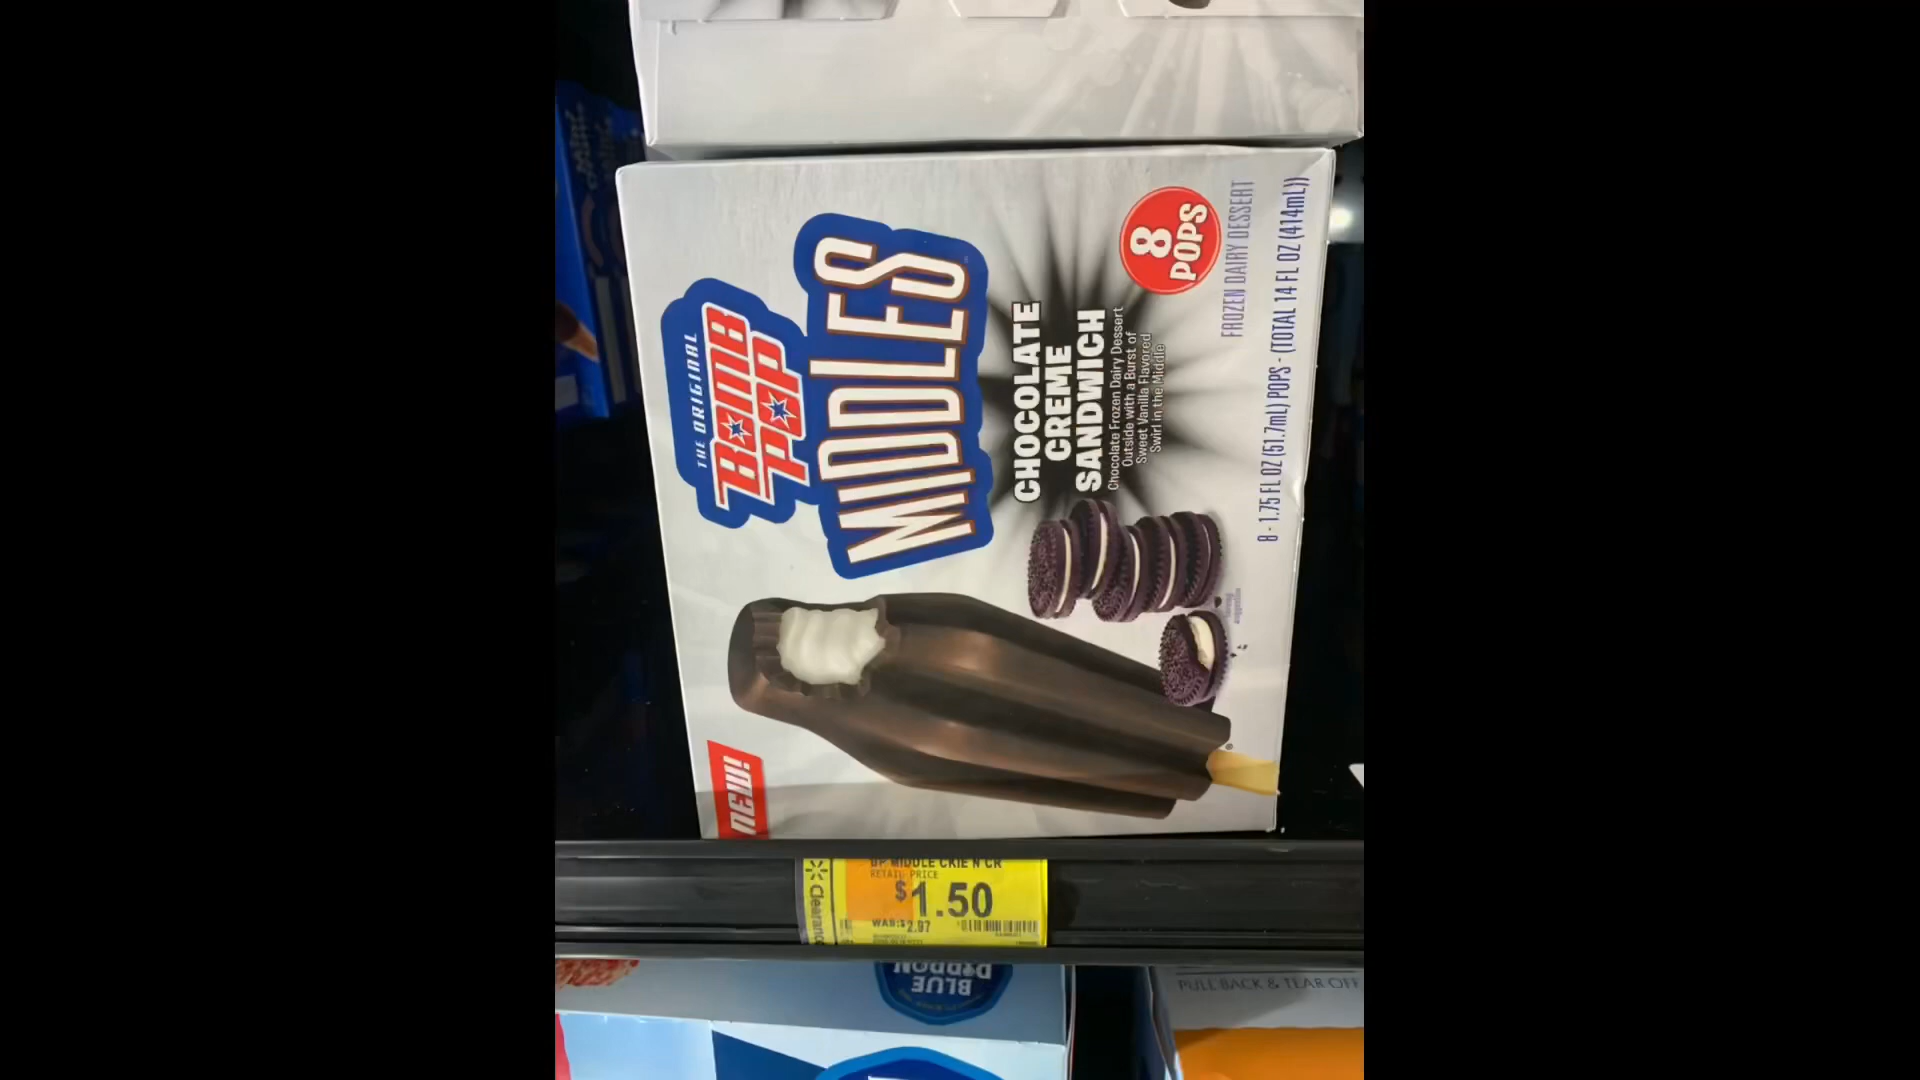 THE ORIGINAL
BOMB
POP
MIDDLES
CHOCOLATE
CREME
SANDWICH
Chocolate Frozen Dairy Dessert
Outside with a Burst of
Sweet Vanilla Flavored
Swirl in the Middle
8
POPS
FROZEN DAIRY DESSERT
8 - 1.75 FL OZ (51.7mL) POPS - (TOTAL 14 FL OZ (414mL))
new!
BP MIDDLE CKIE N CR
RETAIL PRICE
$1.50
WAS:$2.97
Clearance
BLUE
RIBBON
PULL BACK & TEAR OFF